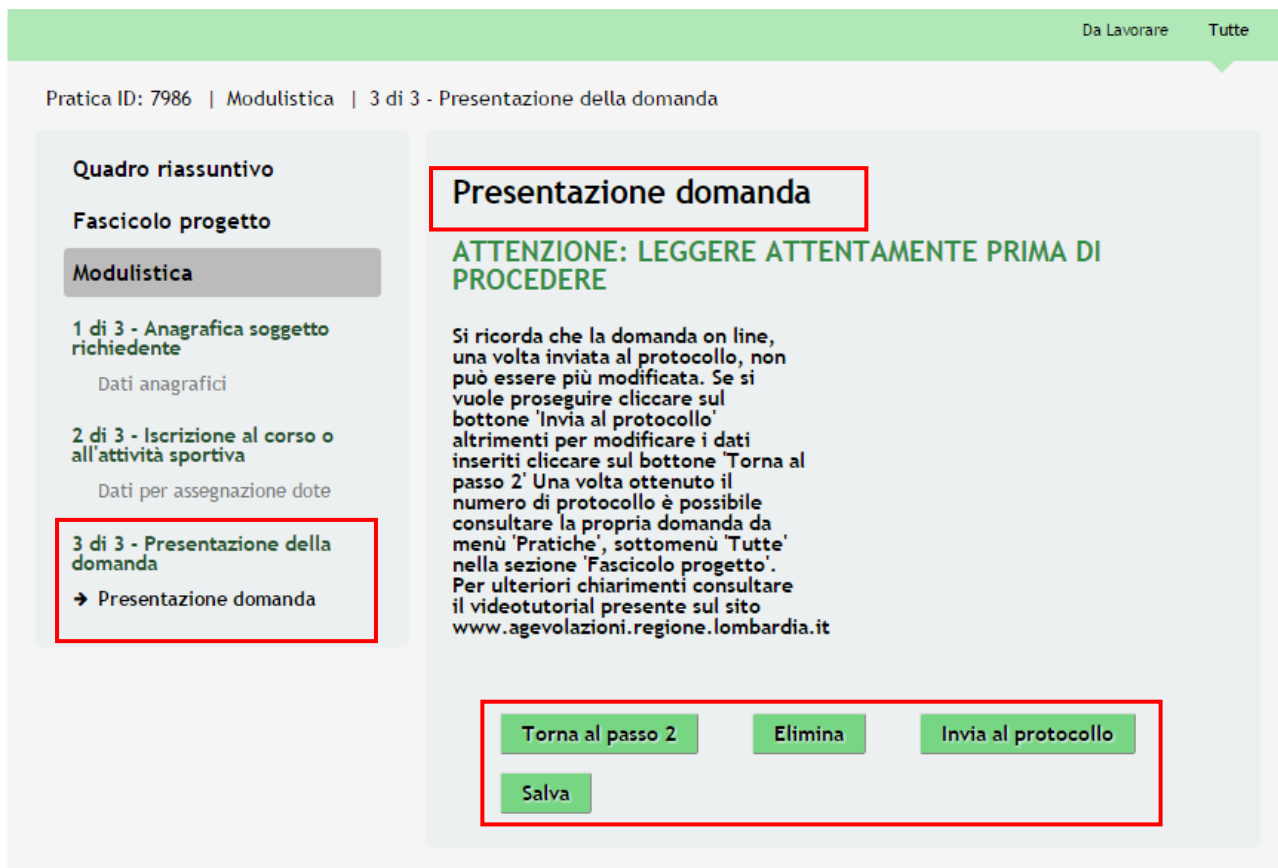 Da Lavorare Tutte
Pratica ID: 7986 | Modulistica | 3 di 3 - Presentazione della domanda
Quadro riassuntivo
Fascicolo progetto
Modulistica
1 di 3 - Anagrafica soggetto
richiedente
Dati anagrafici
2 di 3 - Iscrizione al corso o
all'attività sportiva
Dati per assegnazione dote
3 di 3 - Presentazione della
domanda
→ Presentazione domanda
Presentazione domanda
ATTENZIONE: LEGGERE ATTENTAMENTE PRIMA DI
PROCEDERE
Si ricorda che la domanda on line,
una volta inviata al protocollo, non
può essere più modificata. Se si
vuole proseguire cliccare sul
bottone 'Invia al protocollo'
altrimenti per modificare i dati
inseriti cliccare sul bottone 'Torna al
passo 2' Una volta ottenuto il
numero di protocollo è possibile
consultare la propria domanda da
menù 'Pratiche', sottomenù 'Tutte'
nella sezione 'Fascicolo progetto'.
Per ulteriori chiarimenti consultare
il videotutorial presente sul sito
www.agevolazioni.regione.lombardia.it
Torna al passo 2 Elimina Invia al protocollo
Salva